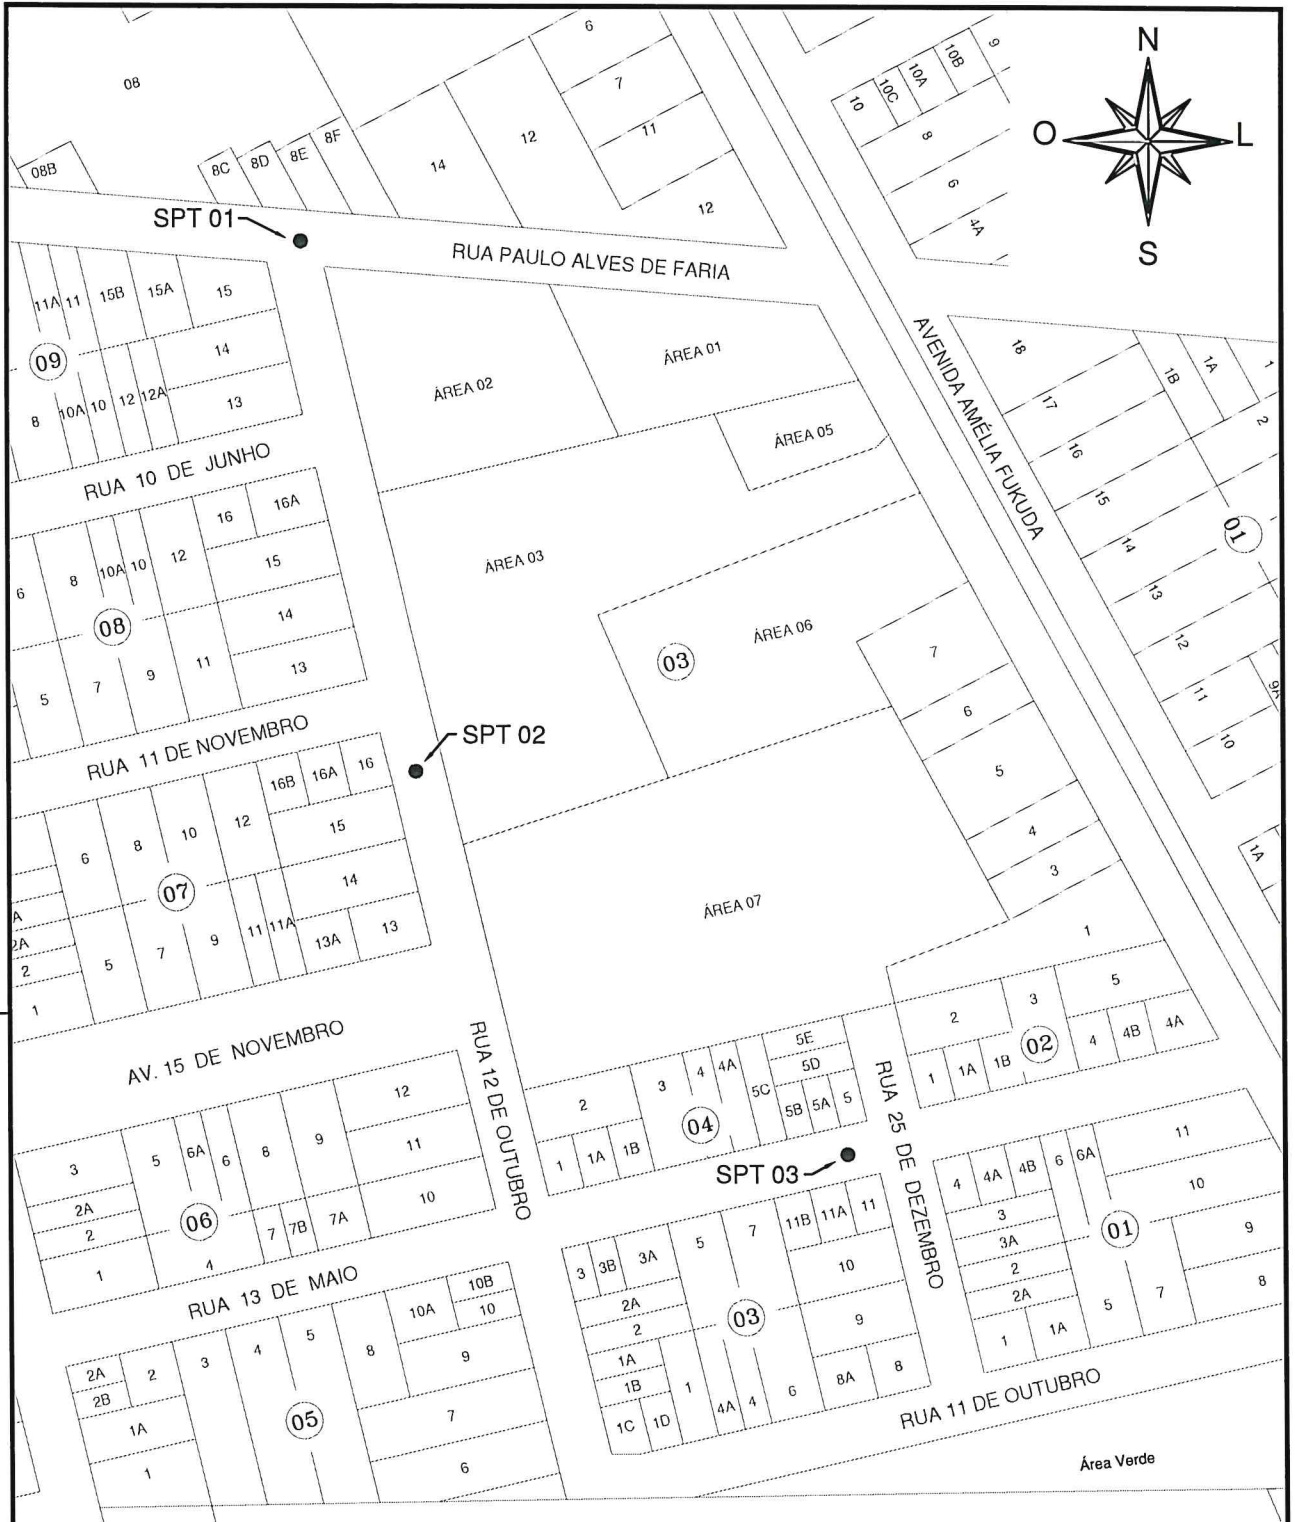 N
O
L
S
08
08B
8C
8D
8E
8F
14
12
6
7
11
12
10
10C
10A
10B
9
8
6
4A
SPT 01
RUA PAULO ALVES DE FARIA
11A
11
15B
15A
15
14
13
09
8
10A
10
12
12A
RUA 10 DE JUNHO
ÁREA 02
ÁREA 01
ÁREA 05
AVENIDA AMÉLIA FUKUDA
18
17
16
15
14
13
12
11
10
9A
1B
1A
1
2
01
1A
6
8
10A
10
12
16
16A
15
14
13
08
5
7
9
11
ÁREA 03
03
ÁREA 06
7
6
5
4
3
RUA 11 DE NOVEMBRO
SPT 02
6
8
10
12
16B
16A
16
15
14
07
A
2A
2
1
5
7
9
11
11A
13A
13
ÁREA 07
AV. 15 DE NOVEMBRO
RUA 12 DE OUTUBRO
1
2
3
5
02
1
1A
1B
4
4B
4A
2
3
4
4A
5C
5E
5D
5B
5A
5
04
1
1A
1B
RUA 25 DE DEZEMBRO
SPT 03
3
2A
2
1
5
6A
6
8
9
12
11
10
06
4
7
7B
7A
RUA 13 DE MAIO
3
3B
3A
5
7
11B
11A
11
10
9
2A
2
03
1A
1B
1C
1D
1
4A
4
6
8A
8
4
4A
4B
6
6A
11
10
9
8
3
3A
2
2A
01
1
1A
5
7
2A
2B
2
1A
1
3
4
5
8
10A
10B
10
9
7
6
05
RUA 11 DE OUTUBRO
Área Verde